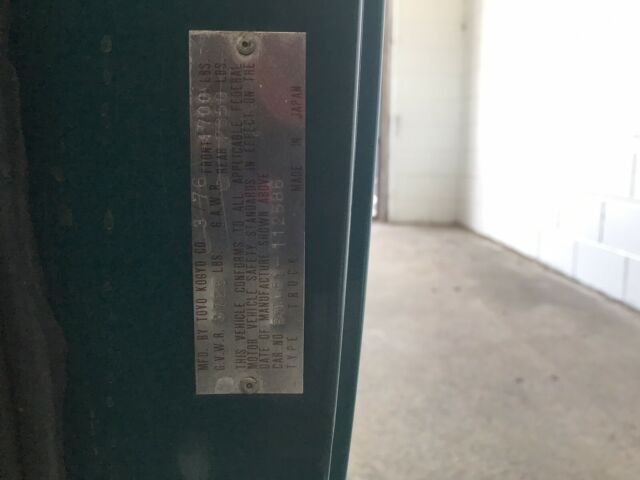 MFD. BY TOYO KOGYO CO. 3-76 FRONT 1700 LBS.
G.V.W.R. LBS. G.A.W.R. REAR LBS.
THIS VEHICLE CONFORMS TO ALL APPLICABLE FEDERAL
MOTOR VEHICLE SAFETY STANDARDS IN EFFECT ON THE
DATE OF MANUFACTURE SHOWN ABOVE.
CAR NO. 112586
TYPE TRUCK MADE IN JAPAN